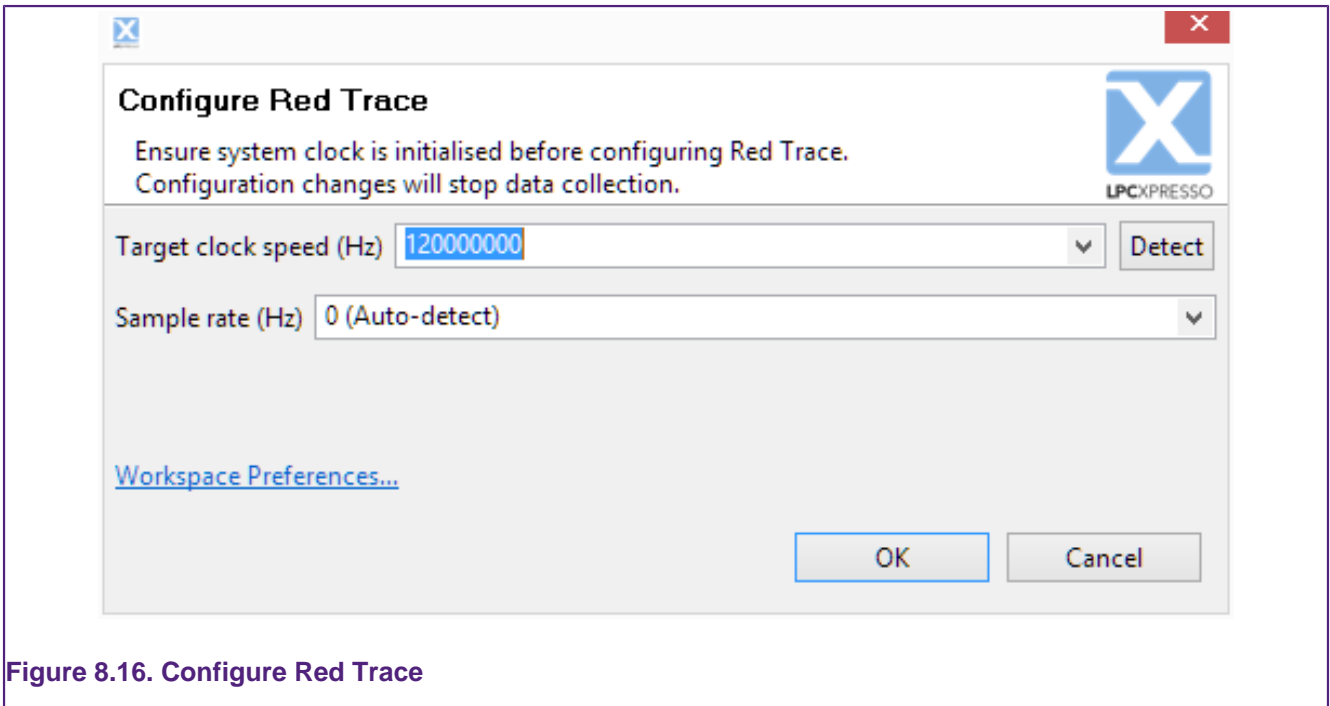 Configure Red Trace
Ensure system clock is initialised before configuring Red Trace.
Configuration changes will stop data collection.
LPCXPRESSO
Target clock speed (Hz) 120000000 Detect
Sample rate (Hz) 0 (Auto-detect)
Workspace Preferences...
OK Cancel
Figure 8.16. Configure Red Trace